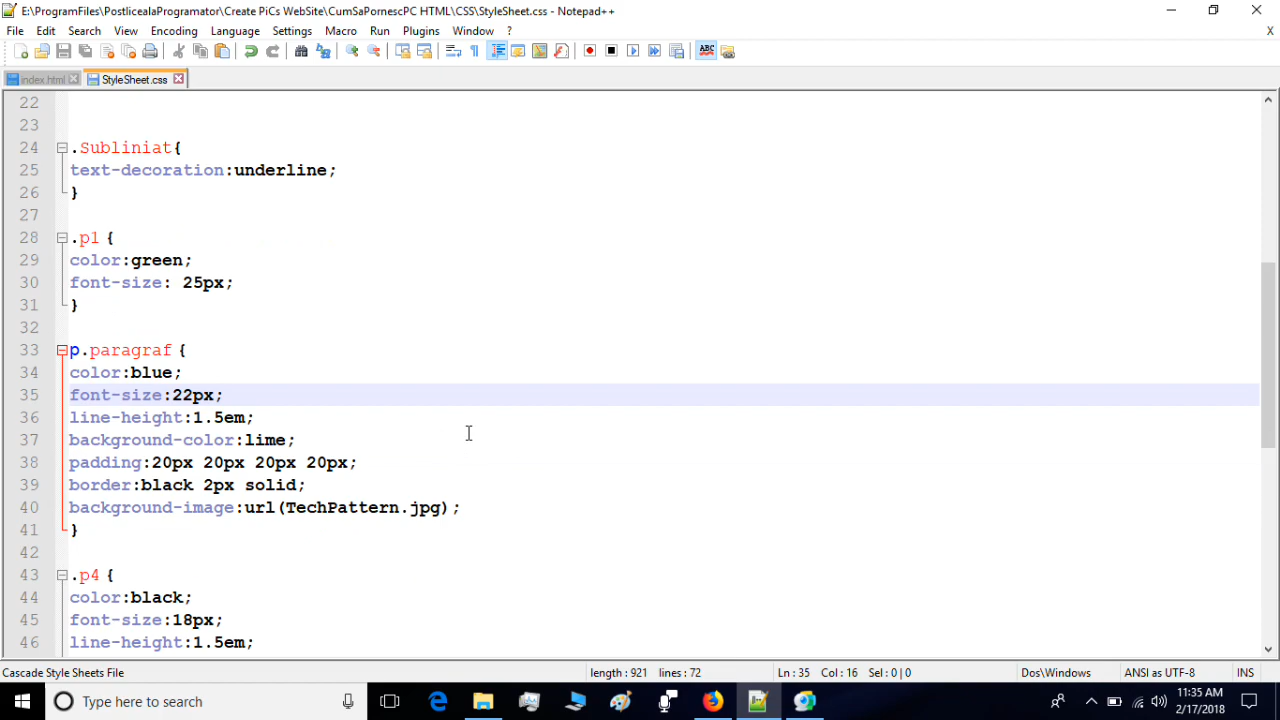 E:\ProgramFiles\PostlicealaProgramator\Create PiCs WebSite\CumSaPornescPC HTML\CSS\StyleSheet.css - Notepad++
File Edit Search View Encoding Language Settings Macro Run Plugins Window ? X
index.html StyleSheet.css
22
23
24 .Subliniat{
25 text-decoration:underline;
26 }
27
28 .p1 {
29 color:green;
30 font-size: 25px;
31 }
32
33 p.paragraf {
34 color:blue;
35 font-size:22px;
36 line-height:1.5em;
37 background-color:lime;
38 padding:20px 20px 20px 20px;
39 border:black 2px solid;
40 background-image:url(TechPattern.jpg);
41 }
42
43 .p4 {
44 color:black;
45 font-size:18px;
46 line-height:1.5em;
Cascade Style Sheets File length : 921 lines : 72 Ln : 35 Col : 16 Sel : 0 | 0 Dos\Windows ANSI as UTF-8 INS
Type here to search 11:35 AM
2/17/2018